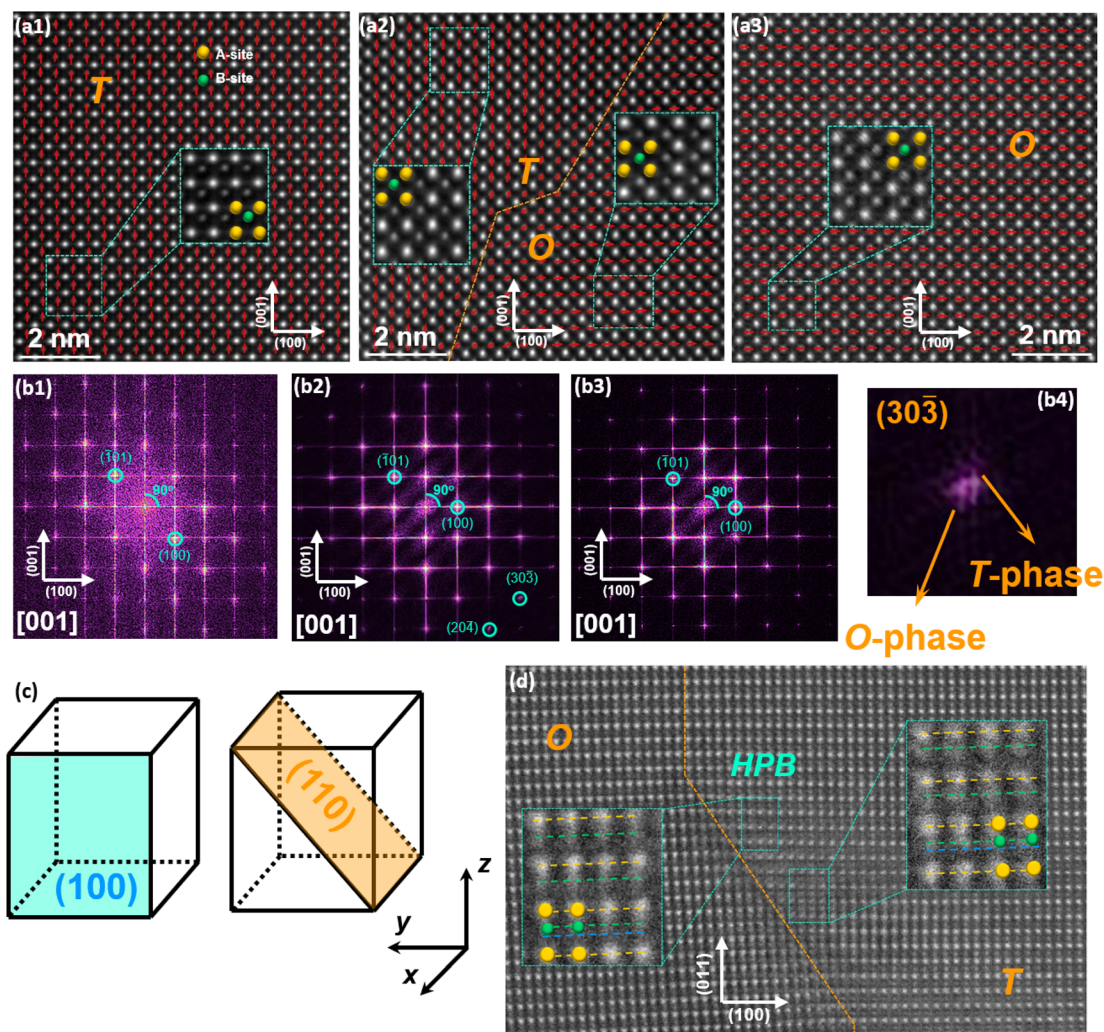 (a1)
A-site
B-site
T
(001)
(100)
2 nm
(a2)
T
O
(001)
(100)
2 nm
(a3)
O
(001)
(100)
2 nm
(b1)
(1̅01)
90º
(100)
(001)
(100)
[001]
(b2)
(1̅01)
90º
(100)
(001)
(100)
(303̅)
(204̅)
[001]
(b3)
(1̅01)
90º
(100)
(001)
(100)
[001]
(303̅)
(b4)
T-phase
O-phase
(c)
(100)
(110)
z
y
x
(d)
O
HPB
(011)
(100)
T